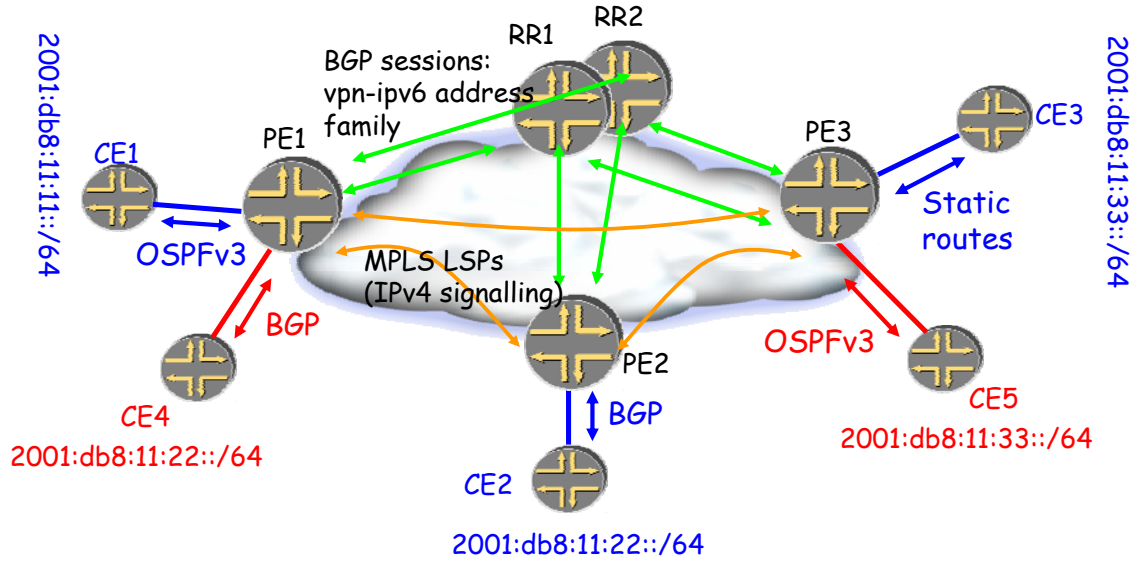 RR2
RR1
BGP sessions:
vpn-ipv6 address
family
2001:db8:11:11::/64
2001:db8:11:33::/64
PE1
PE3
CE1
CE3
OSPFv3
Static
routes
MPLS LSPs
(IPv4 signalling)
BGP
OSPFv3
PE2
CE4
BGP
CE5
2001:db8:11:22::/64
2001:db8:11:33::/64
CE2
2001:db8:11:22::/64